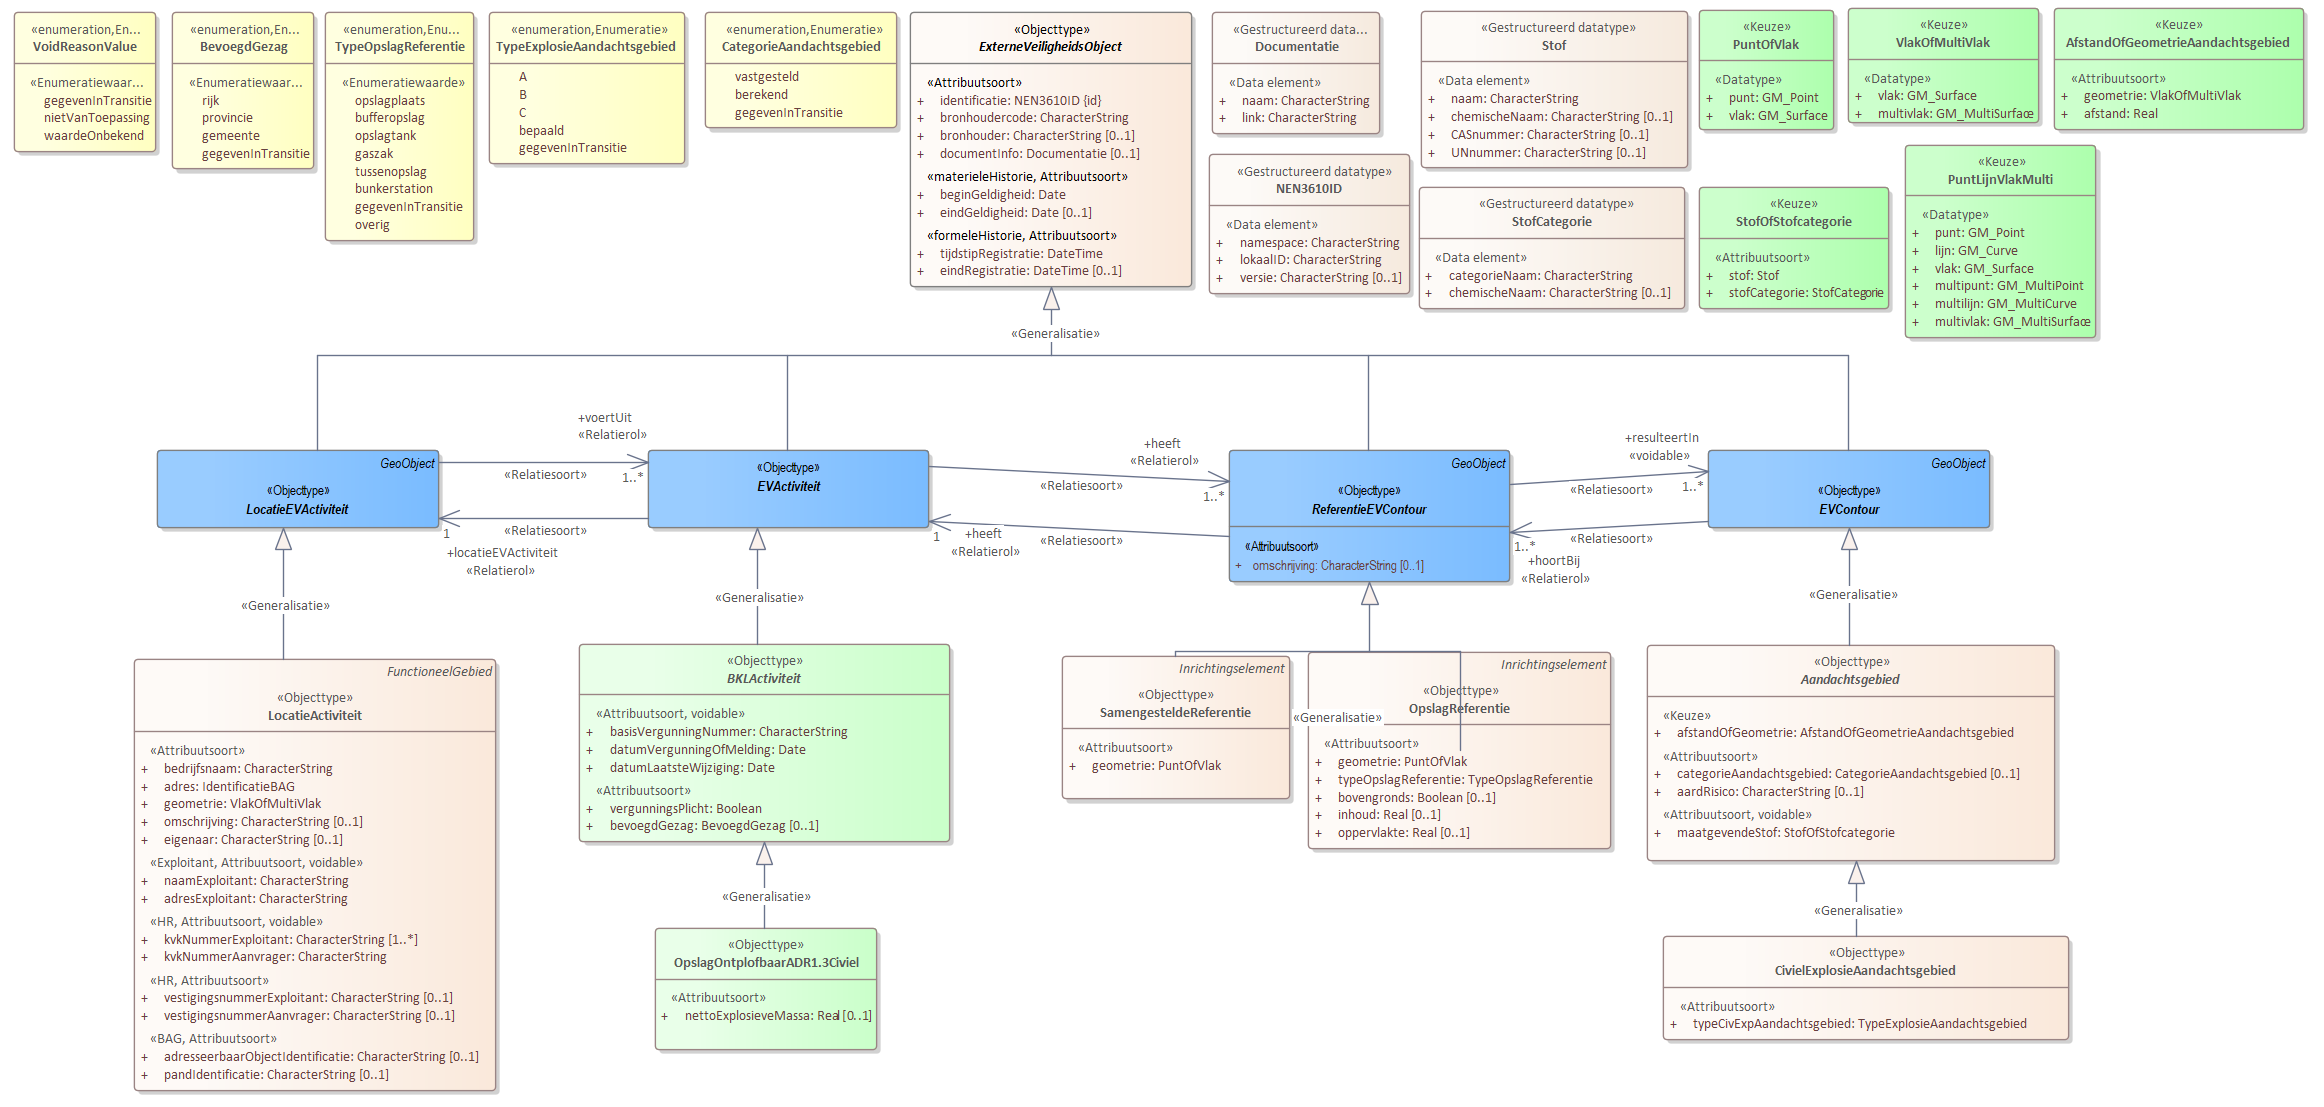 «enumeration,En...
VoidReasonValue
«Enumeratiewaar...
gegevenInTransitie
nietVanToepassing
waardeOnbekend
«enumeration,En...
BevoegdGezag
«Enumeratiewaar...
rijk
provincie
gemeente
gegevenInTransitie
«enumeration,Enu...
TypeOpslagReferentie
«Enumeratiewaarde»
opslagplaats
bufferopslag
opslagtank
gaszak
tussenopslag
bunkerstation
gegevenInTransitie
overig
«enumeration,Enumeratie»
TypeExplosieAandachtsgebied
A
B
C
bepaald
gegevenInTransitie
«enumeration,Enumeratie»
CategorieAandachtsgebied
vastgesteld
berekend
gegevenInTransitie
«Objecttype»
ExterneVeiligheidsObject
«Attribuutsoort»
+ identificatie: NEN3610ID {id}
+ bronhoudercode: CharacterString
+ bronhouder: CharacterString [0..1]
+ documentInfo: Documentatie [0..1]
«materieleHistorie, Attribuutsoort»
+ beginGeldigheid: Date
+ eindGeldigheid: Date [0..1]
«formeleHistorie, Attribuutsoort»
+ tijdstipRegistratie: DateTime
+ eindRegistratie: DateTime [0..1]
«Gestructureerd data...
Documentatie
«Data element»
+ naam: CharacterString
+ link: CharacterString
«Gestructureerd datatype»
NEN3610ID
«Data element»
+ namespace: CharacterString
+ lokaalID: CharacterString
+ versie: CharacterString [0..1]
«Gestructureerd datatype»
Stof
«Data element»
+ naam: CharacterString
+ chemischeNaam: CharacterString [0..1]
+ CASnummer: CharacterString [0..1]
+ UNnummer: CharacterString [0..1]
«Gestructureerd datatype»
StofCategorie
«Data element»
+ categorieNaam: CharacterString
+ chemischeNaam: CharacterString [0..1]
«Keuze»
PuntOfVlak
«Datatype»
+ punt: GM_Point
+ vlak: GM_Surface
«Keuze»
VlakOfMultiVlak
«Datatype»
+ vlak: GM_Surface
+ multivlak: GM_MultiSurface
«Keuze»
AfstandOfGeometrieAandachtsgebied
«Attribuutsoort»
+ geometrie: VlakOfMultiVlak
+ afstand: Real
«Keuze»
StofOfStofcategorie
«Attribuutsoort»
+ stof: Stof
+ stofCategorie: StofCategorie
«Keuze»
PuntLijnVlakMulti
«Datatype»
+ punt: GM_Point
+ lijn: GM_Curve
+ vlak: GM_Surface
+ multipunt: GM_MultiPoint
+ multilijn: GM_MultiCurve
+ multivlak: GM_MultiSurface
«Generalisatie»
GeoObject
«Objecttype»
LocatieEVActiviteit
+voertUit
«Relatierol»
«Relatiesoort»
1..*
«Relatiesoort»
1
+locatieEVActiviteit
«Relatierol»
«Objecttype»
EVActiviteit
+heeft
«Relatierol»
«Relatiesoort»
1..*
1
+heeft
«Relatierol»
«Relatiesoort»
GeoObject
«Objecttype»
ReferentieEVContour
«Attribuutsoort»
+ omschrijving: CharacterString [0..1]
+resulteertIn
«voidable»
«Relatiesoort»
1..*
«Relatiesoort»
1..*
+hoortBij
«Relatierol»
GeoObject
«Objecttype»
EVContour
«Generalisatie»
«Generalisatie»
«Generalisatie»
FunctioneelGebied
«Objecttype»
LocatieActiviteit
«Attribuutsoort»
+ bedrijfsnaam: CharacterString
+ adres: IdentificatieBAG
+ geometrie: VlakOfMultiVlak
+ omschrijving: CharacterString [0..1]
+ eigenaar: CharacterString [0..1]
«Exploitant, Attribuutsoort, voidable»
+ naamExploitant: CharacterString
+ adresExploitant: CharacterString
«HR, Attribuutsoort, voidable»
+ kvkNummerExploitant: CharacterString [1..*]
+ kvkNummerAanvrager: CharacterString
«HR, Attribuutsoort»
+ vestigingsnummerExploitant: CharacterString [0..1]
+ vestigingsnummerAanvrager: CharacterString [0..1]
«BAG, Attribuutsoort»
+ adresseerbaarObjectIdentificatie: CharacterString [0..1]
+ pandIdentificatie: CharacterString [0..1]
«Objecttype»
BKLActiviteit
«Attribuutsoort, voidable»
+ basisVergunningNummer: CharacterString
+ datumVergunningOfMelding: Date
+ datumLaatsteWijziging: Date
«Attribuutsoort»
+ vergunningsPlicht: Boolean
+ bevoegdGezag: BevoegdGezag [0..1]
«Generalisatie»
«Objecttype»
OpslagOntplofbaarADR1.3Civiel
«Attribuutsoort»
+ nettoExplosieveMassa: Real [0..1]
Inrichtingselement
«Objecttype»
SamengesteldeReferentie
«Attribuutsoort»
+ geometrie: PuntOfVlak
«Generalisatie»
Inrichtingselement
«Objecttype»
OpslagReferentie
«Attribuutsoort»
+ geometrie: PuntOfVlak
+ typeOpslagReferentie: TypeOpslagReferentie
+ bovengronds: Boolean [0..1]
+ inhoud: Real [0..1]
+ oppervlakte: Real [0..1]
«Objecttype»
Aandachtsgebied
«Keuze»
+ afstandOfGeometrie: AfstandOfGeometrieAandachtsgebied
«Attribuutsoort»
+ categorieAandachtsgebied: CategorieAandachtsgebied [0..1]
+ aardRisico: CharacterString [0..1]
«Attribuutsoort, voidable»
+ maatgevendeStof: StofOfStofcategorie
«Generalisatie»
«Objecttype»
CivielExplosieAandachtsgebied
«Attribuutsoort»
+ typeCivExpAandachtsgebied: TypeExplosieAandachtsgebied